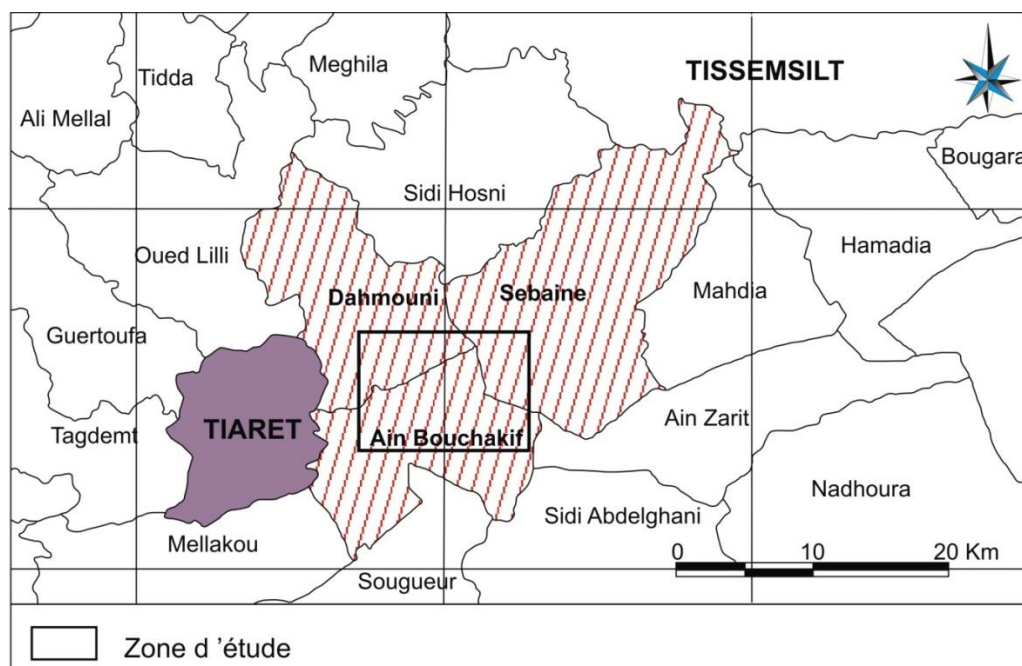 Meghila
TISSEMSILT
Tidda
Ali Mellal
Bougara
Sidi Hosni
Oued Lilli
Hamadia
Dahmouni
Sebaine
Mahdia
Guertoufa
TIARET
Tagdemt
Ain Bouchakif
Ain Zarit
Nadhoura
Sidi Abdelghani
Mellakou
0 10 20 Km
Sougueur
Zone d ’étude